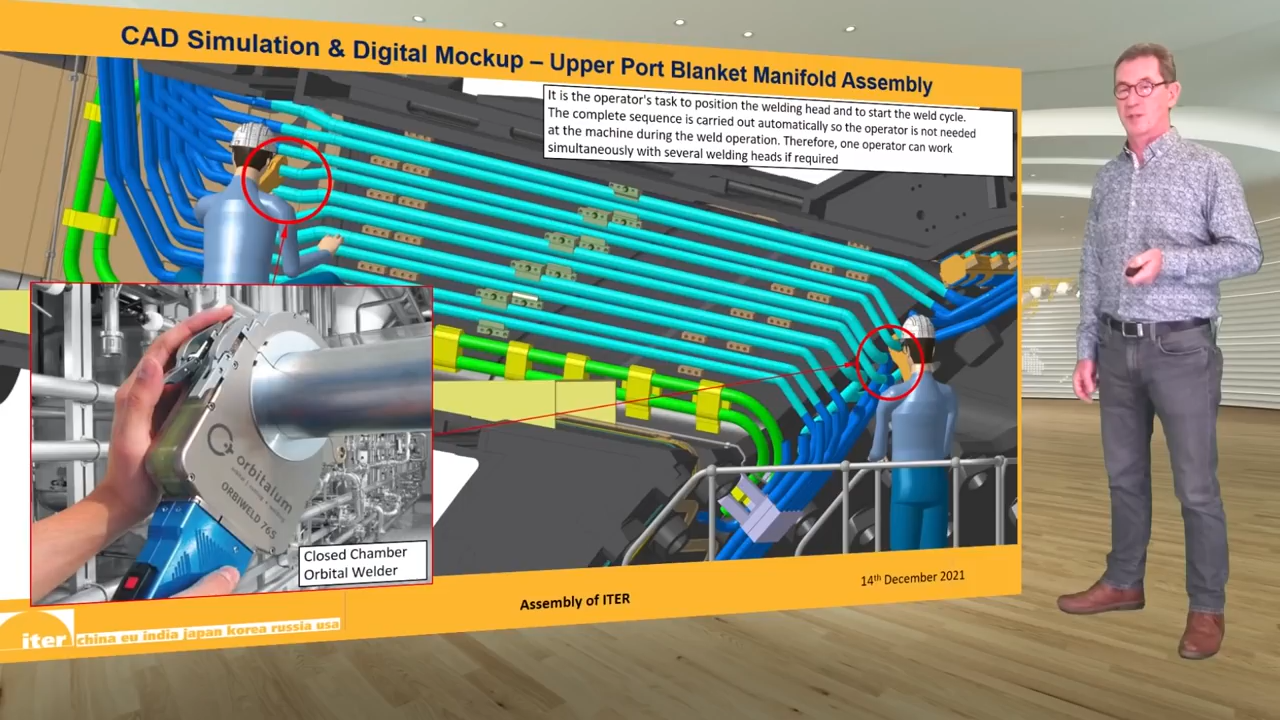 CAD Simulation & Digital Mockup – Upper Port Blanket Manifold Assembly
It is the operator's task to position the welding head and to start the weld cycle.
The complete sequence is carried out automatically so the operator is not needed
at the machine during the weld operation. Therefore, one operator can work
simultaneously with several welding heads if required
orbitalum
ORBIWELD 76S
Closed Chamber
Orbital Welder
14th December 2021
Assembly of ITER
iter
china eu india japan korea russia usa